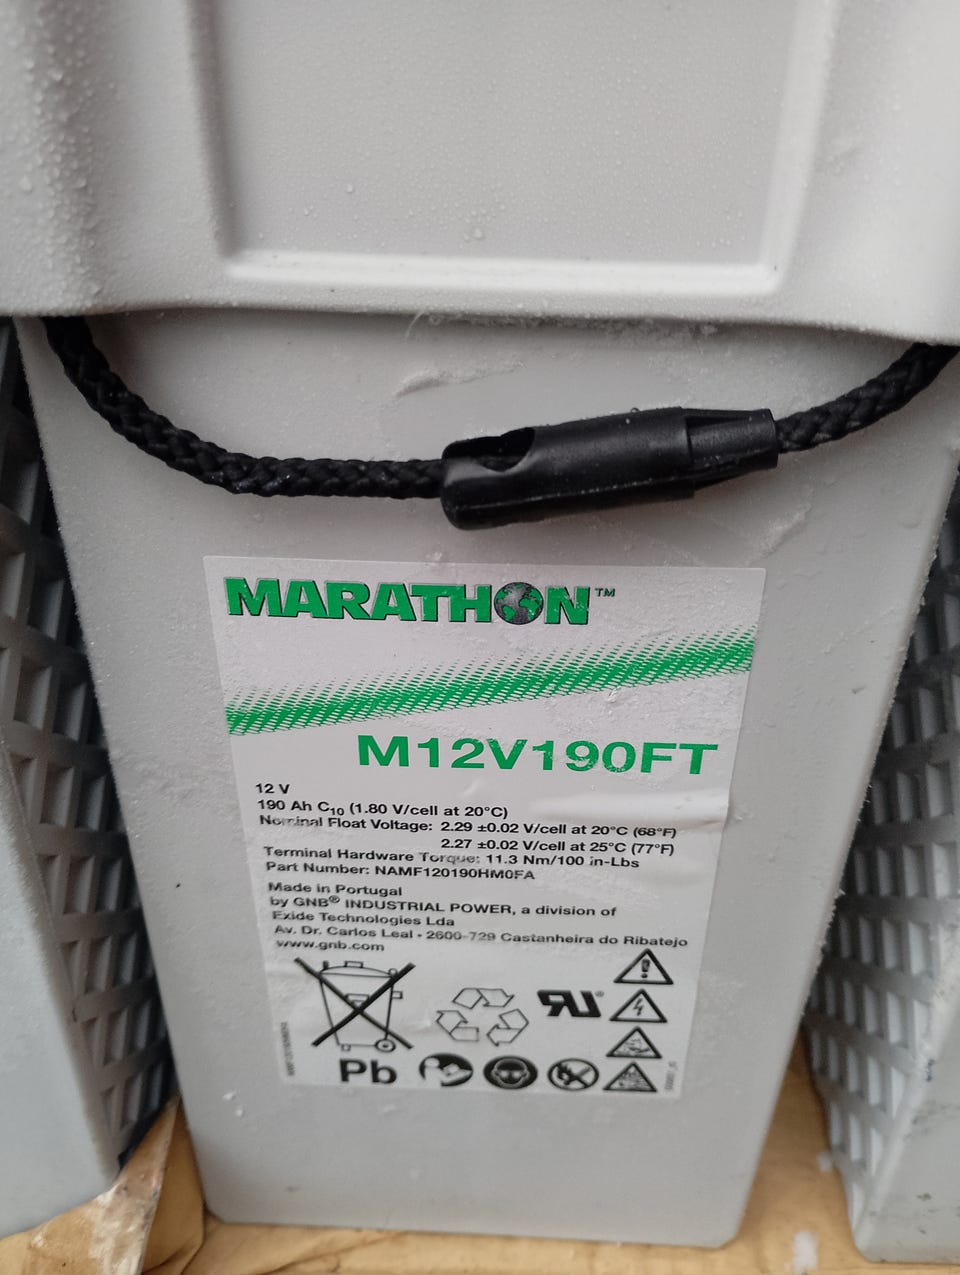 MARATHON™
M12V190FT
12 V
190 Ah C10 (1.80 V/cell at 20°C)
Nominal Float Voltage: 2.29 ±0.02 V/cell at 20°C (68°F)
2.27 ±0.02 V/cell at 25°C (77°F)
Terminal Hardware Torque: 11.3 Nm/100 in-Lbs
Part Number: NAMF120190HM0FA
Made in Portugal
by GNB® INDUSTRIAL POWER, a division of
Exide Technologies Lda
Av. Dr. Carlos Leal - 2600-729 Castanheira do Ribatejo
www.gnb.com
Pb